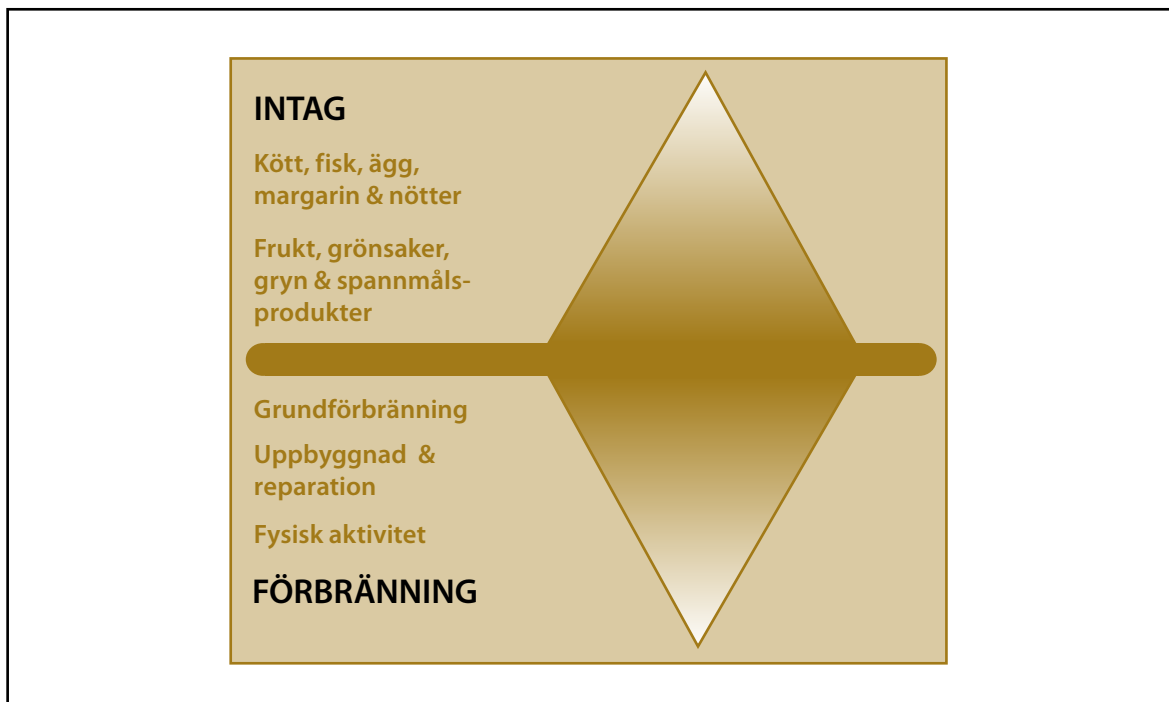 INTAG
Kött, fisk, ägg,
margarin & nötter
Frukt, grönsaker,
gryn & spannmåls-
produkter
Grundförbränning
Uppbyggnad  &
reparation
Fysisk aktivitet
FÖRBRÄNNING